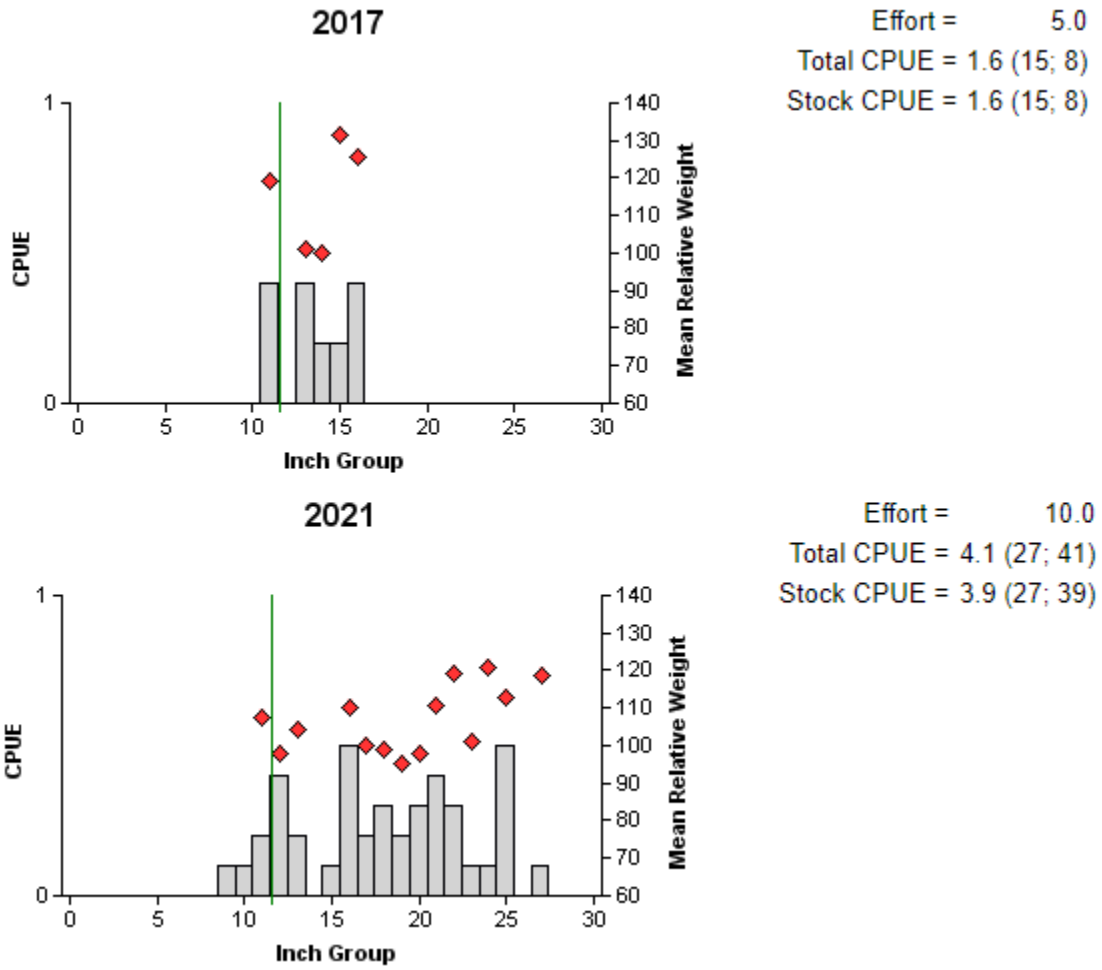 2017
Effort = 5.0
Total CPUE = 1.6 (15; 8)
Stock CPUE = 1.6 (15; 8)
1
0
CPUE
140
130
120
110
100
90
80
70
60
Mean Relative Weight
0 5 10 15 20 25 30
Inch Group
2021
Effort = 10.0
Total CPUE = 4.1 (27; 41)
Stock CPUE = 3.9 (27; 39)
1
0
CPUE
140
130
120
110
100
90
80
70
60
Mean Relative Weight
0 5 10 15 20 25 30
Inch Group